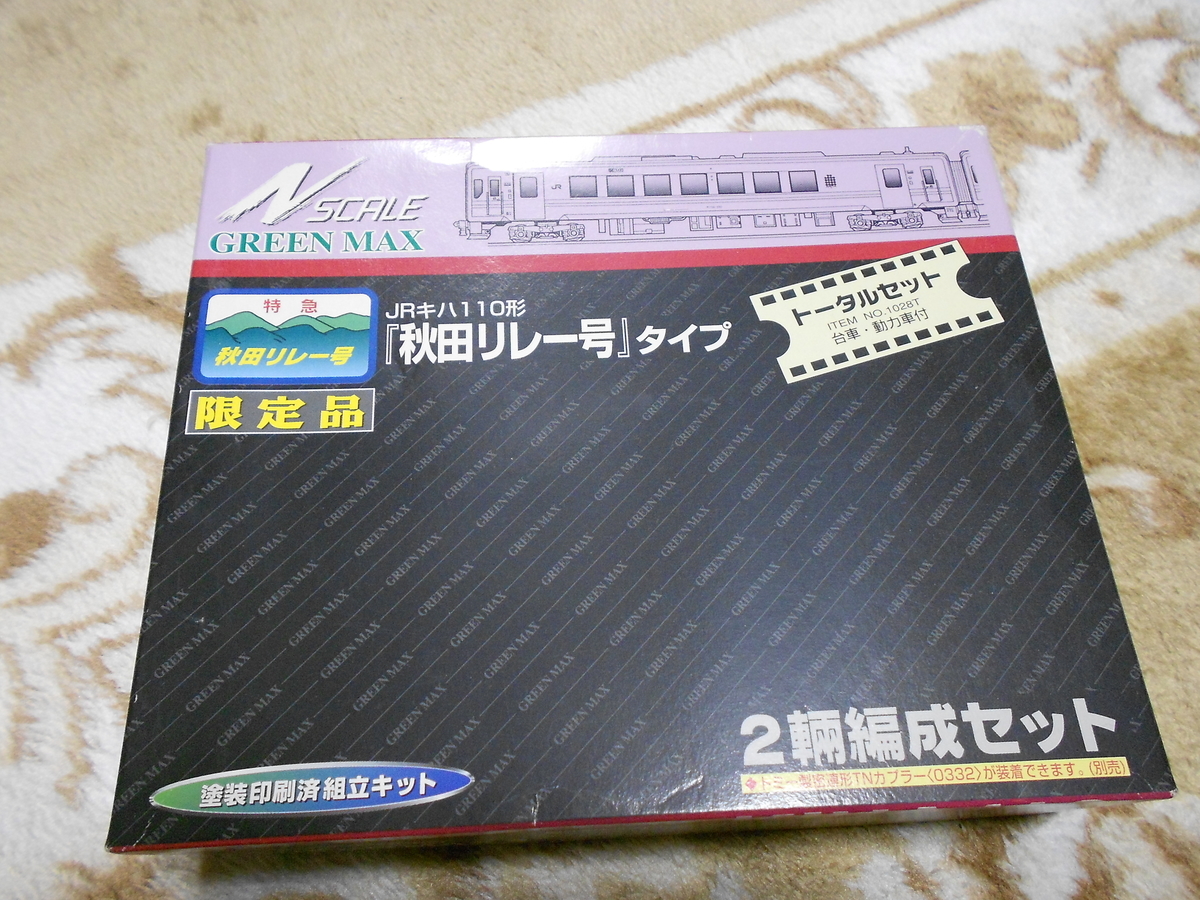 N SCALE
GREEN MAX
JR
特急
秋田リレー号
限定品
JRキハ110形
『秋田リレー号』タイプ
トータルセット
ITEM NO.1028T
台車・動力車付
2輛編成セット
◆トミー製密連形TNカプラー〈0332〉が装着できます。(別売)
塗装印刷済組立キット